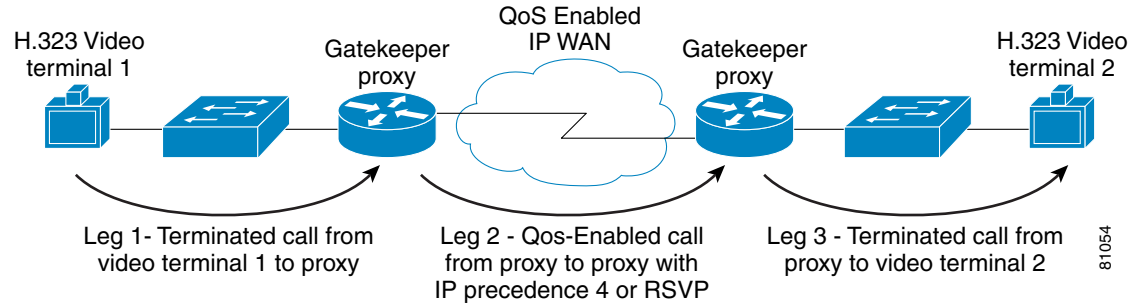 H.323 Video
terminal 1
Gatekeeper
proxy
QoS Enabled
IP WAN
Gatekeeper
proxy
H.323 Video
terminal 2
Leg 1- Terminated call from
video terminal 1 to proxy
Leg 2 - Qos-Enabled call
from proxy to proxy with
IP precedence 4 or RSVP
Leg 3 - Terminated call from
proxy to video terminal 2
81054